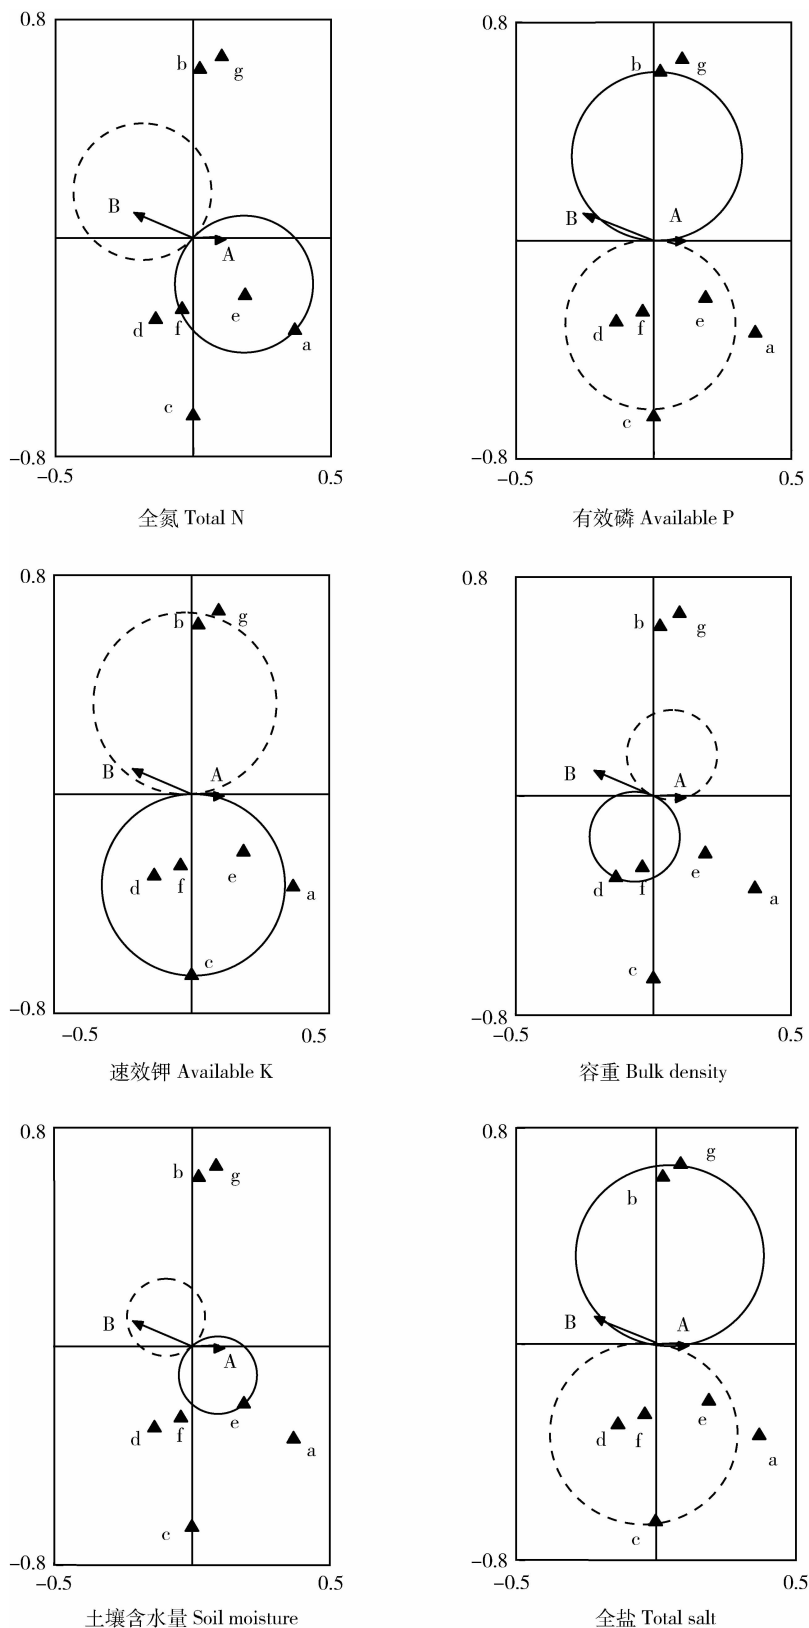 0.8
b
g
B
A
d
f
e
a
c
-0.8
-0.5
0.5
全氮 Total N
0.8
b
g
B
A
d
f
e
a
c
-0.8
-0.5
0.5
有效磷 Available P
0.8
b
g
B
A
d
f
e
a
c
-0.8
-0.5
0.5
速效钾 Available K
0.8
b
g
B
A
d
f
e
a
c
-0.8
-0.5
0.5
容重 Bulk density
0.8
b
g
B
A
d
f
e
a
c
-0.8
-0.5
0.5
土壤含水量 Soil moisture
0.8
g
b
B
A
d
f
e
a
c
-0.8
-0.5
0.5
全盐 Total salt